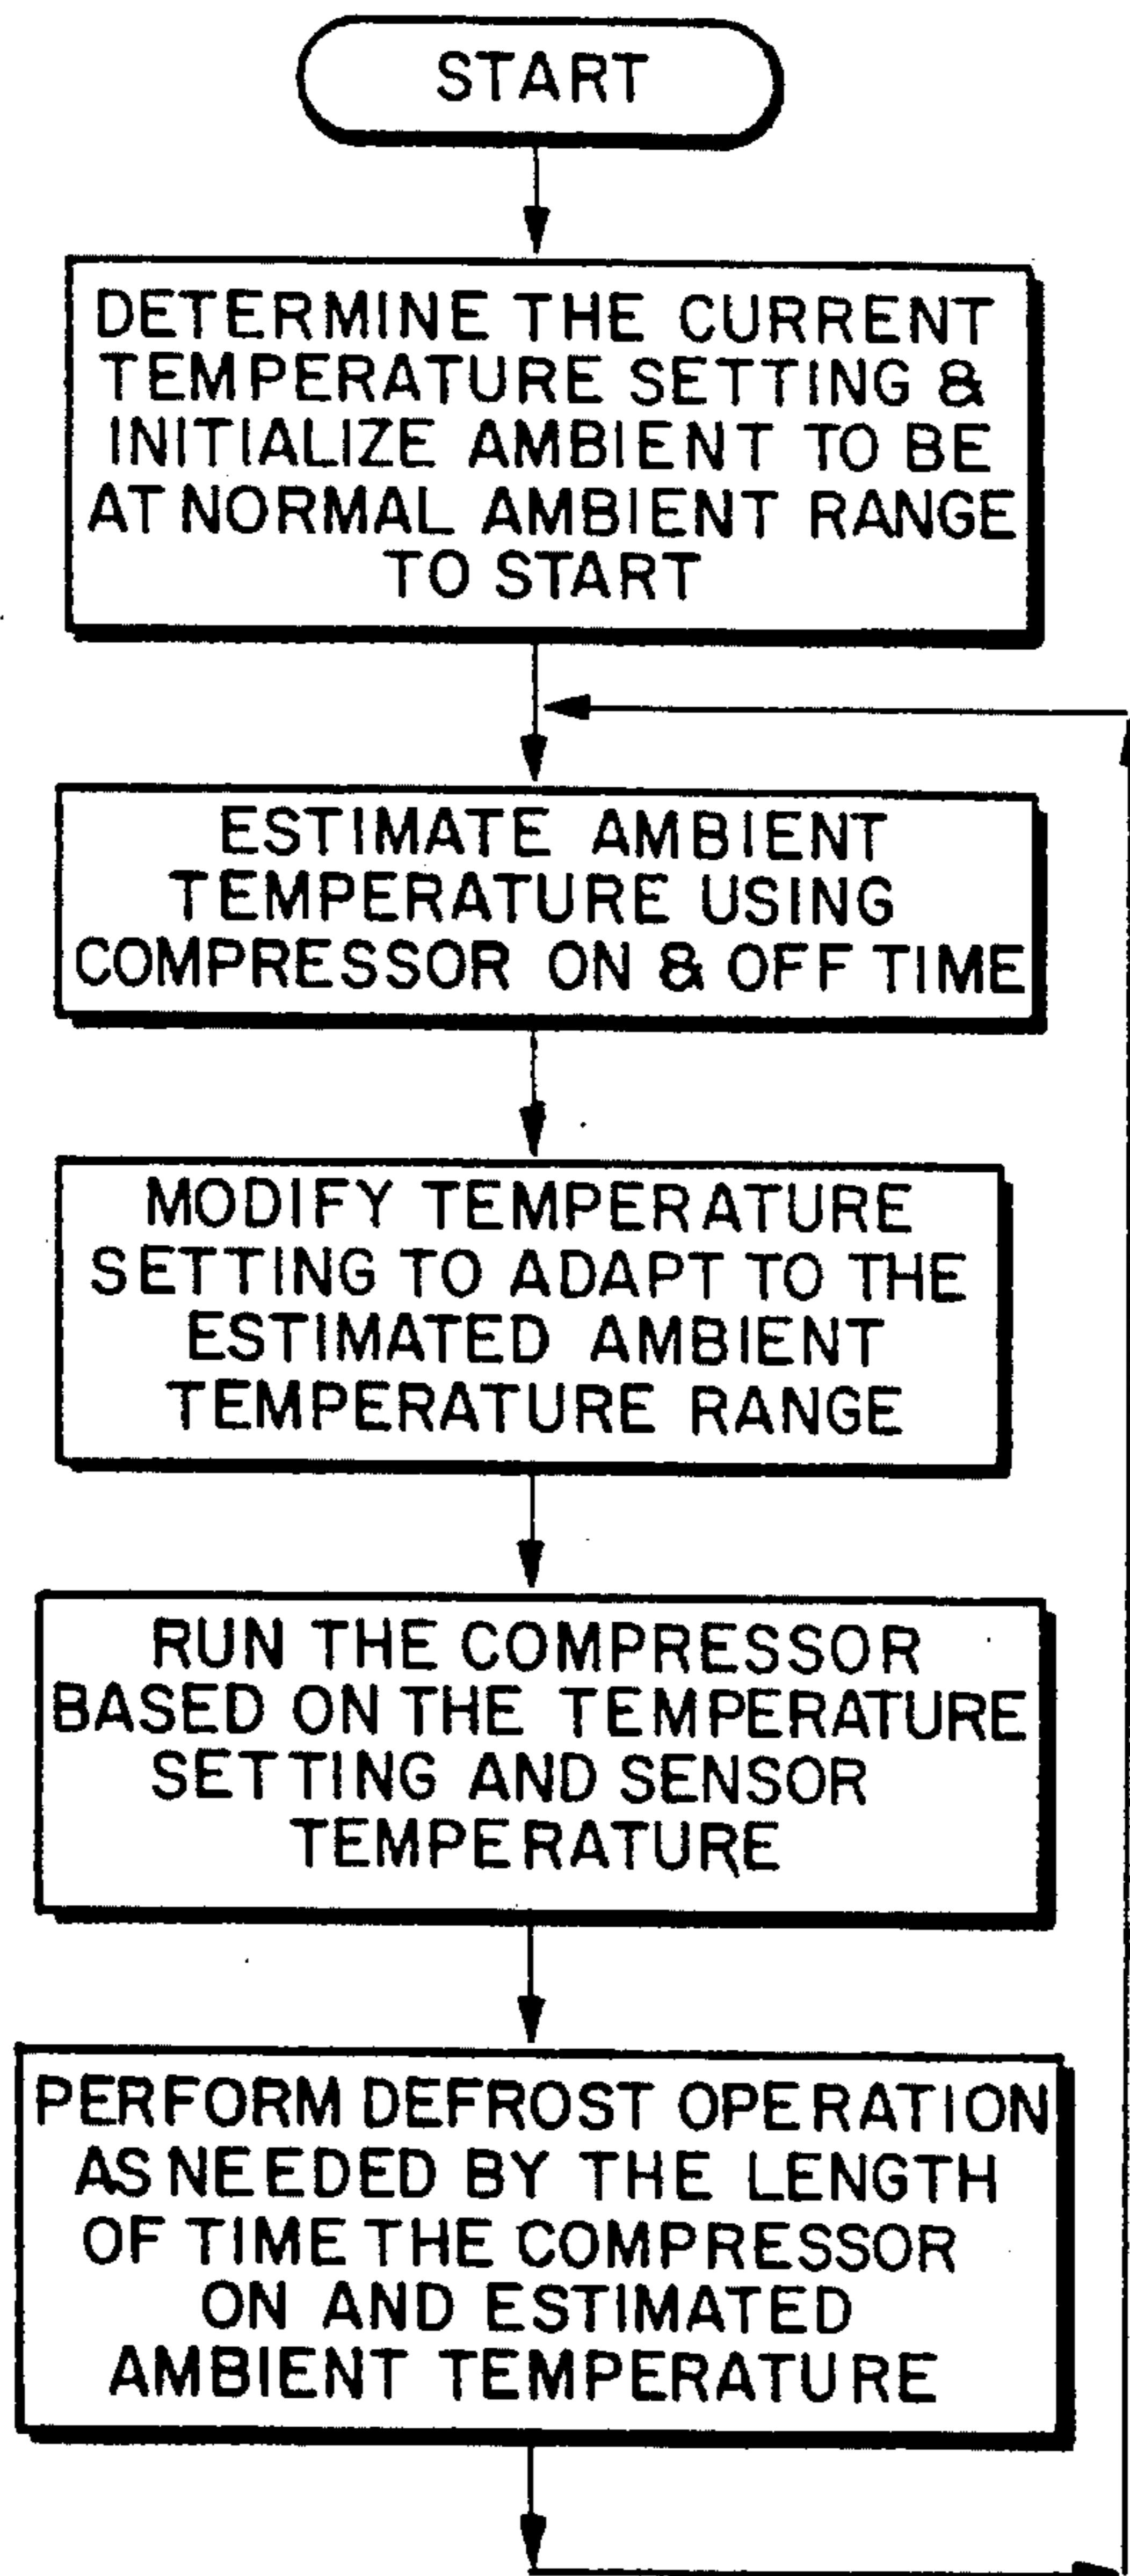 START
DETERMINE THE CURRENT
TEMPERATURE SETTING &
INITIALIZE AMBIENT TO BE
AT NORMAL AMBIENT RANGE
TO START
ESTIMATE AMBIENT
TEMPERATURE USING
COMPRESSOR ON & OFF TIME
MODIFY TEMPERATURE
SETTING TO ADAPT TO THE
ESTIMATED AMBIENT
TEMPERATURE RANGE
RUN THE COMPRESSOR
BASED ON THE TEMPERATURE
SETTING AND SENSOR
TEMPERATURE
PERFORM DEFROST OPERATION
AS NEEDED BY THE LENGTH
OF TIME THE COMPRESSOR
ON AND ESTIMATED
AMBIENT TEMPERATURE